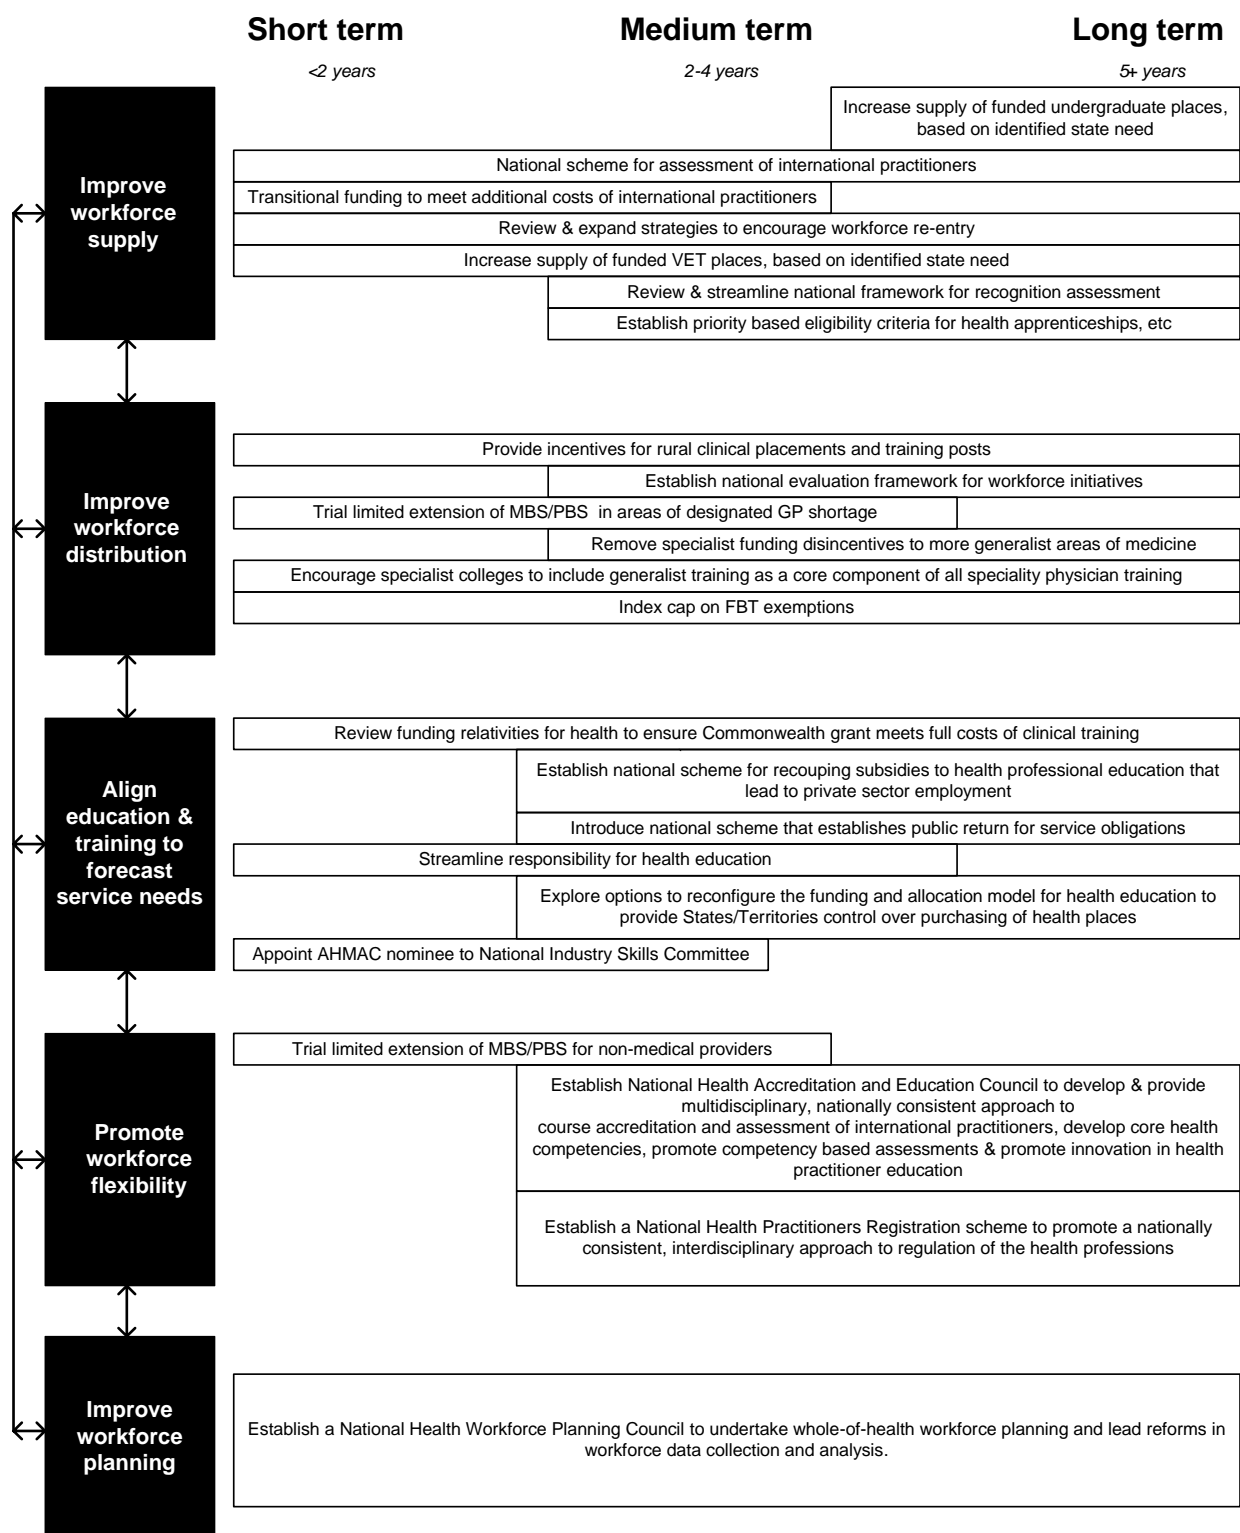 Short term
Medium term
Long term
<2 years
2-4 years
5+ years
Improve
workforce
supply
Increase supply of funded undergraduate places,
based on identified state need
National scheme for assessment of international practitioners
Transitional funding to meet additional costs of international practitioners
Review & expand strategies to encourage workforce re-entry
Increase supply of funded VET places, based on identified state need
Review & streamline national framework for recognition assessment
Establish priority based eligibility criteria for health apprenticeships, etc
Improve
workforce
distribution
Provide incentives for rural clinical placements and training posts
Establish national evaluation framework for workforce initiatives
Trial limited extension of MBS/PBS in areas of designated GP shortage
Remove specialist funding disincentives to more generalist areas of medicine
Encourage specialist colleges to include generalist training as a core component of all speciality physician training
Index cap on FBT exemptions
Align
education &
training to
forecast
service needs
Review funding relativities for health to ensure Commonwealth grant meets full costs of clinical training
Establish national scheme for recouping subsidies to health professional education that
lead to private sector employment
Introduce national scheme that establishes public return for service obligations
Streamline responsibility for health education
Explore options to reconfigure the funding and allocation model for health education to
provide States/Territories control over purchasing of health places
Appoint AHMAC nominee to National Industry Skills Committee
Promote
workforce
flexibility
Trial limited extension of MBS/PBS for non-medical providers
Establish National Health Accreditation and Education Council to develop & provide
multidisciplinary, nationally consistent approach to
course accreditation and assessment of international practitioners, develop core health
competencies, promote competency based assessments & promote innovation in health
practitioner education
Establish a National Health Practitioners Registration scheme to promote a nationally
consistent, interdisciplinary approach to regulation of the health professions
Improve
workforce
planning
Establish a National Health Workforce Planning Council to undertake whole-of-health workforce planning and lead reforms in
workforce data collection and analysis.